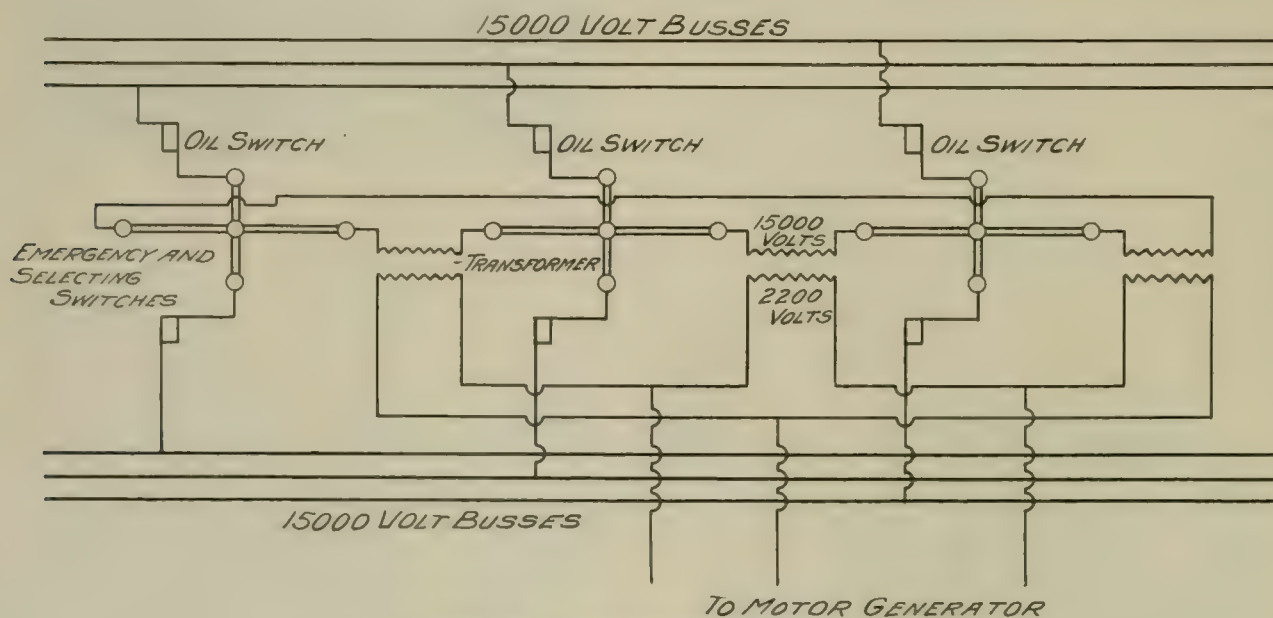 15000 VOLT BUSSES
OIL SWITCH
OIL SWITCH
OIL SWITCH
EMERGENCY AND
SELECTING
SWITCHES
TRANSFORMER
15000
VOLTS
2200
VOLTS
15000 VOLT BUSSES
TO MOTOR GENERATOR